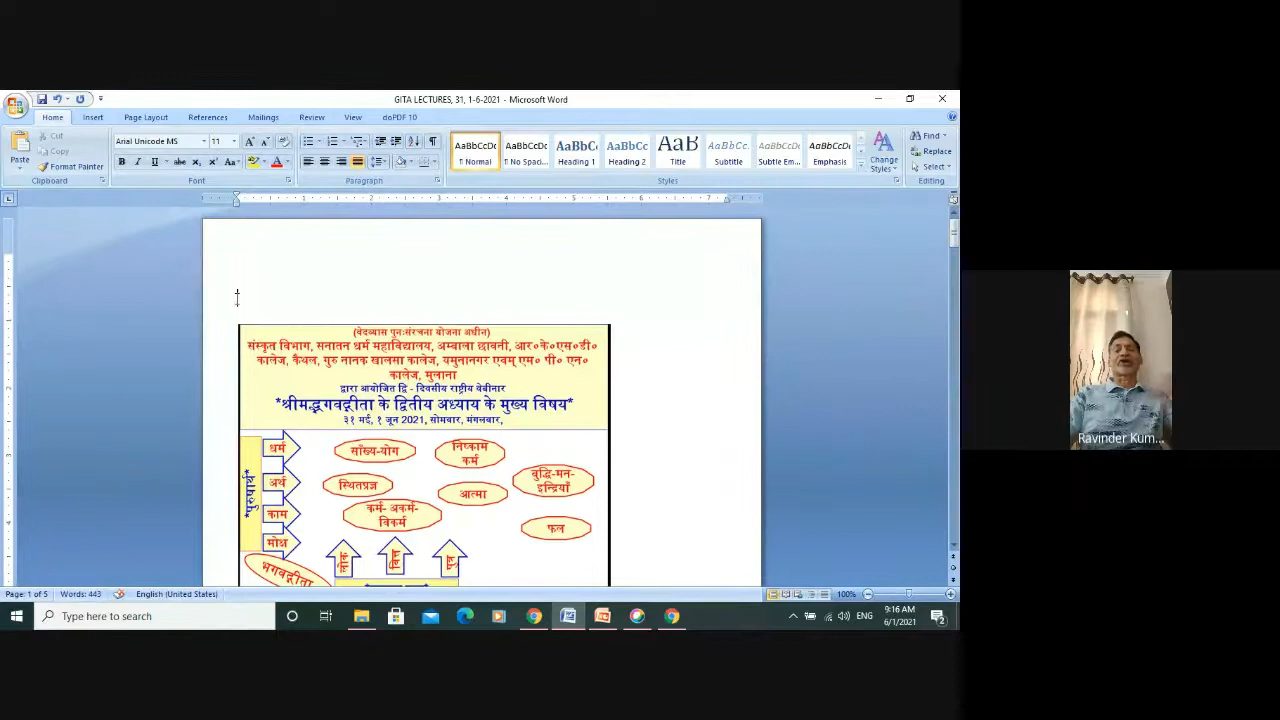 GITA LECTURES, 31, 1-6-2021 - Microsoft Word
Home Insert Page Layout References Mailings Review View doPDF 10
Cut
Copy
Format Painter
Paste
Clipboard
Arial Unicode MS 11
Font
Paragraph
AaBbCcDc AaBbCcDc AaBbCc AaBbCc AaB AaBbCc. AaBbCcDc AaBbCcDc
¶ Normal ¶ No Spaci... Heading 1 Heading 2 Title Subtitle Subtle Em... Emphasis
Change Styles
Styles
Find
Replace
Select
Editing
(वेदव्यास पुनःसंरचना योजना अधीन)
संस्कृत विभाग, सनातन धर्म महाविद्यालय, अम्बाला छावनी, आर०के०एस०डी०
कालेज, कैथल, गुरु नानक खालसा कालेज, यमुनानगर एवम् एम० पी० एन०
कालेज, मुलाना
द्वारा आयोजित द्वि - दिवसीय राष्ट्रीय वेबीनार
*श्रीमद्भगवद्गीता के द्वितीय अध्याय के मुख्य विषय*
३१ मई, १ जून 2021, सोमवार, मंगलवार,
*पुरुषार्थ*
धर्म
अर्थ
काम
मोक्ष
साँख्य-योग
निष्काम
कर्म
स्थितप्रज्ञ
आत्मा
बुद्धि-मन-
इन्द्रियाँ
कर्म- अकर्म-
विकर्म
फल
भगवद्गीता
Ravinder Kum...
Page: 1 of 5 Words: 443 English (United States) 100%
Type here to search
ENG
9:16 AM
6/1/2021
2